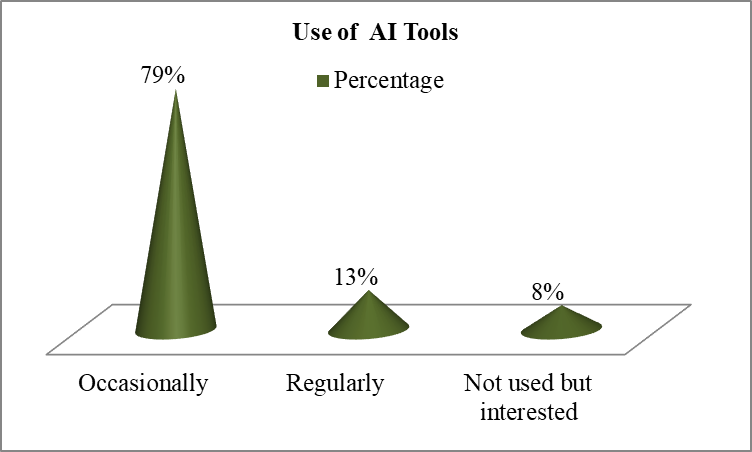 Use of  AI Tools
Percentage
79%
13%
8%
Occasionally
Regularly
Not used but
interested